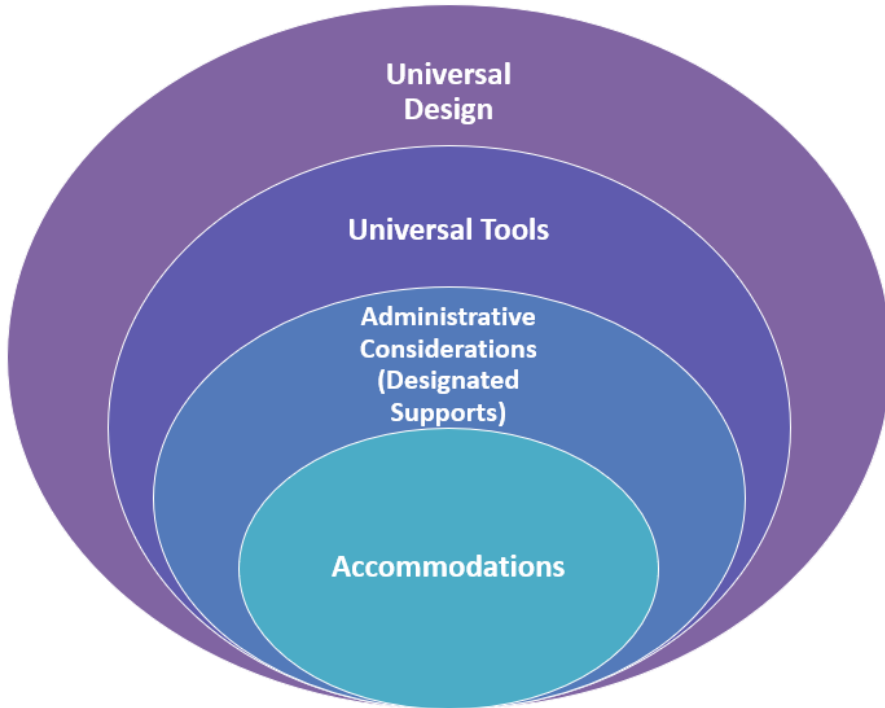 Universal
Design
Universal Tools
Administrative
Considerations
(Designated
Supports)
Accommodations